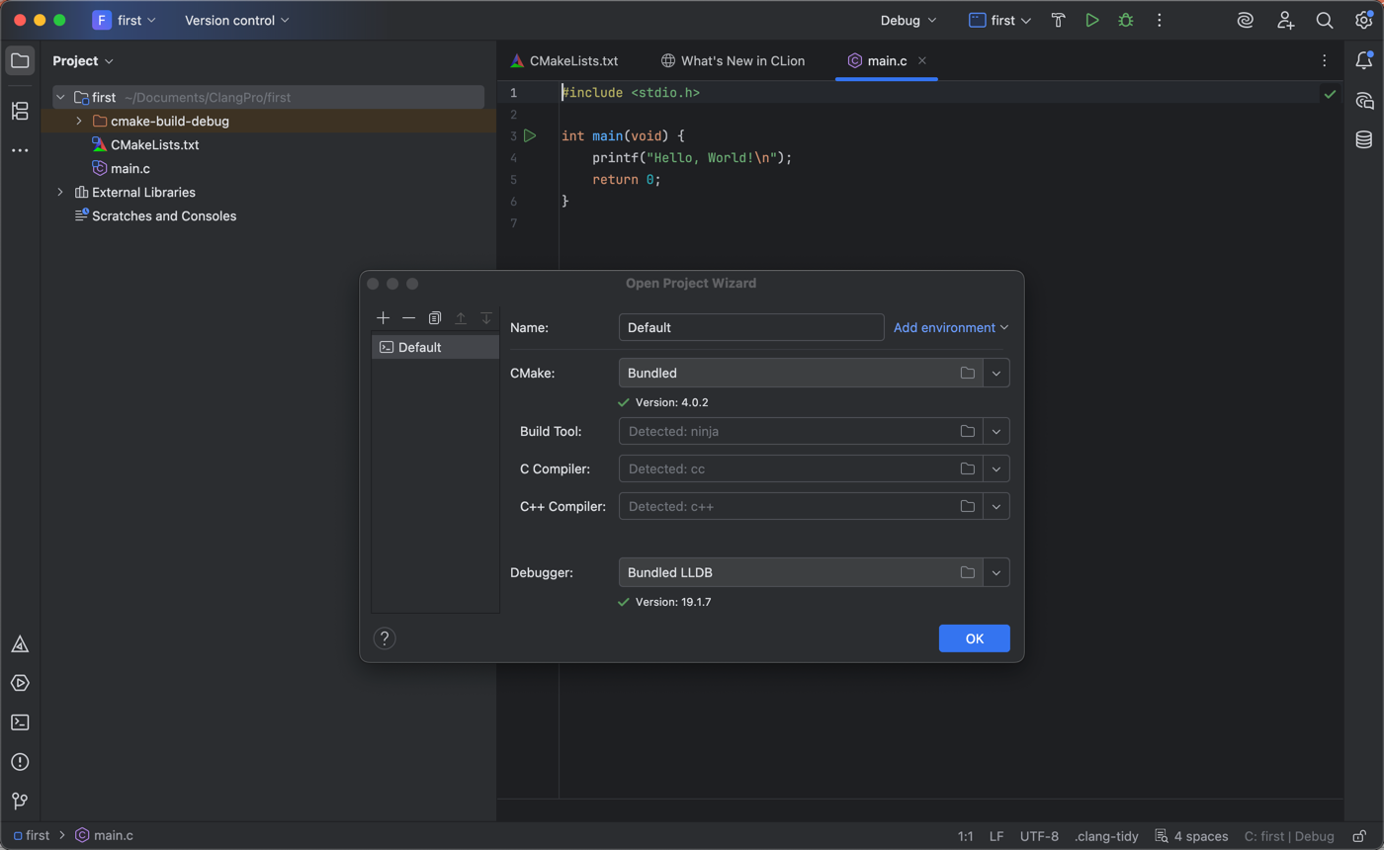 F first Version control Debug first
Project
CMakeLists.txt What's New in CLion main.c
first ~/Documents/ClangPro/first
cmake-build-debug
CMakeLists.txt
main.c
External Libraries
Scratches and Consoles
1 #include <stdio.h>
2
3 int main(void) {
4 printf("Hello, World!\n");
5 return 0;
6 }
7
Open Project Wizard
Default
Name: Default Add environment
CMake: Bundled
Version: 4.0.2
Build Tool: Detected: ninja
C Compiler: Detected: cc
C++ Compiler: Detected: c++
Debugger: Bundled LLDB
Version: 19.1.7
? OK
first > main.c 1:1 LF UTF-8 .clang-tidy 4 spaces C: first | Debug